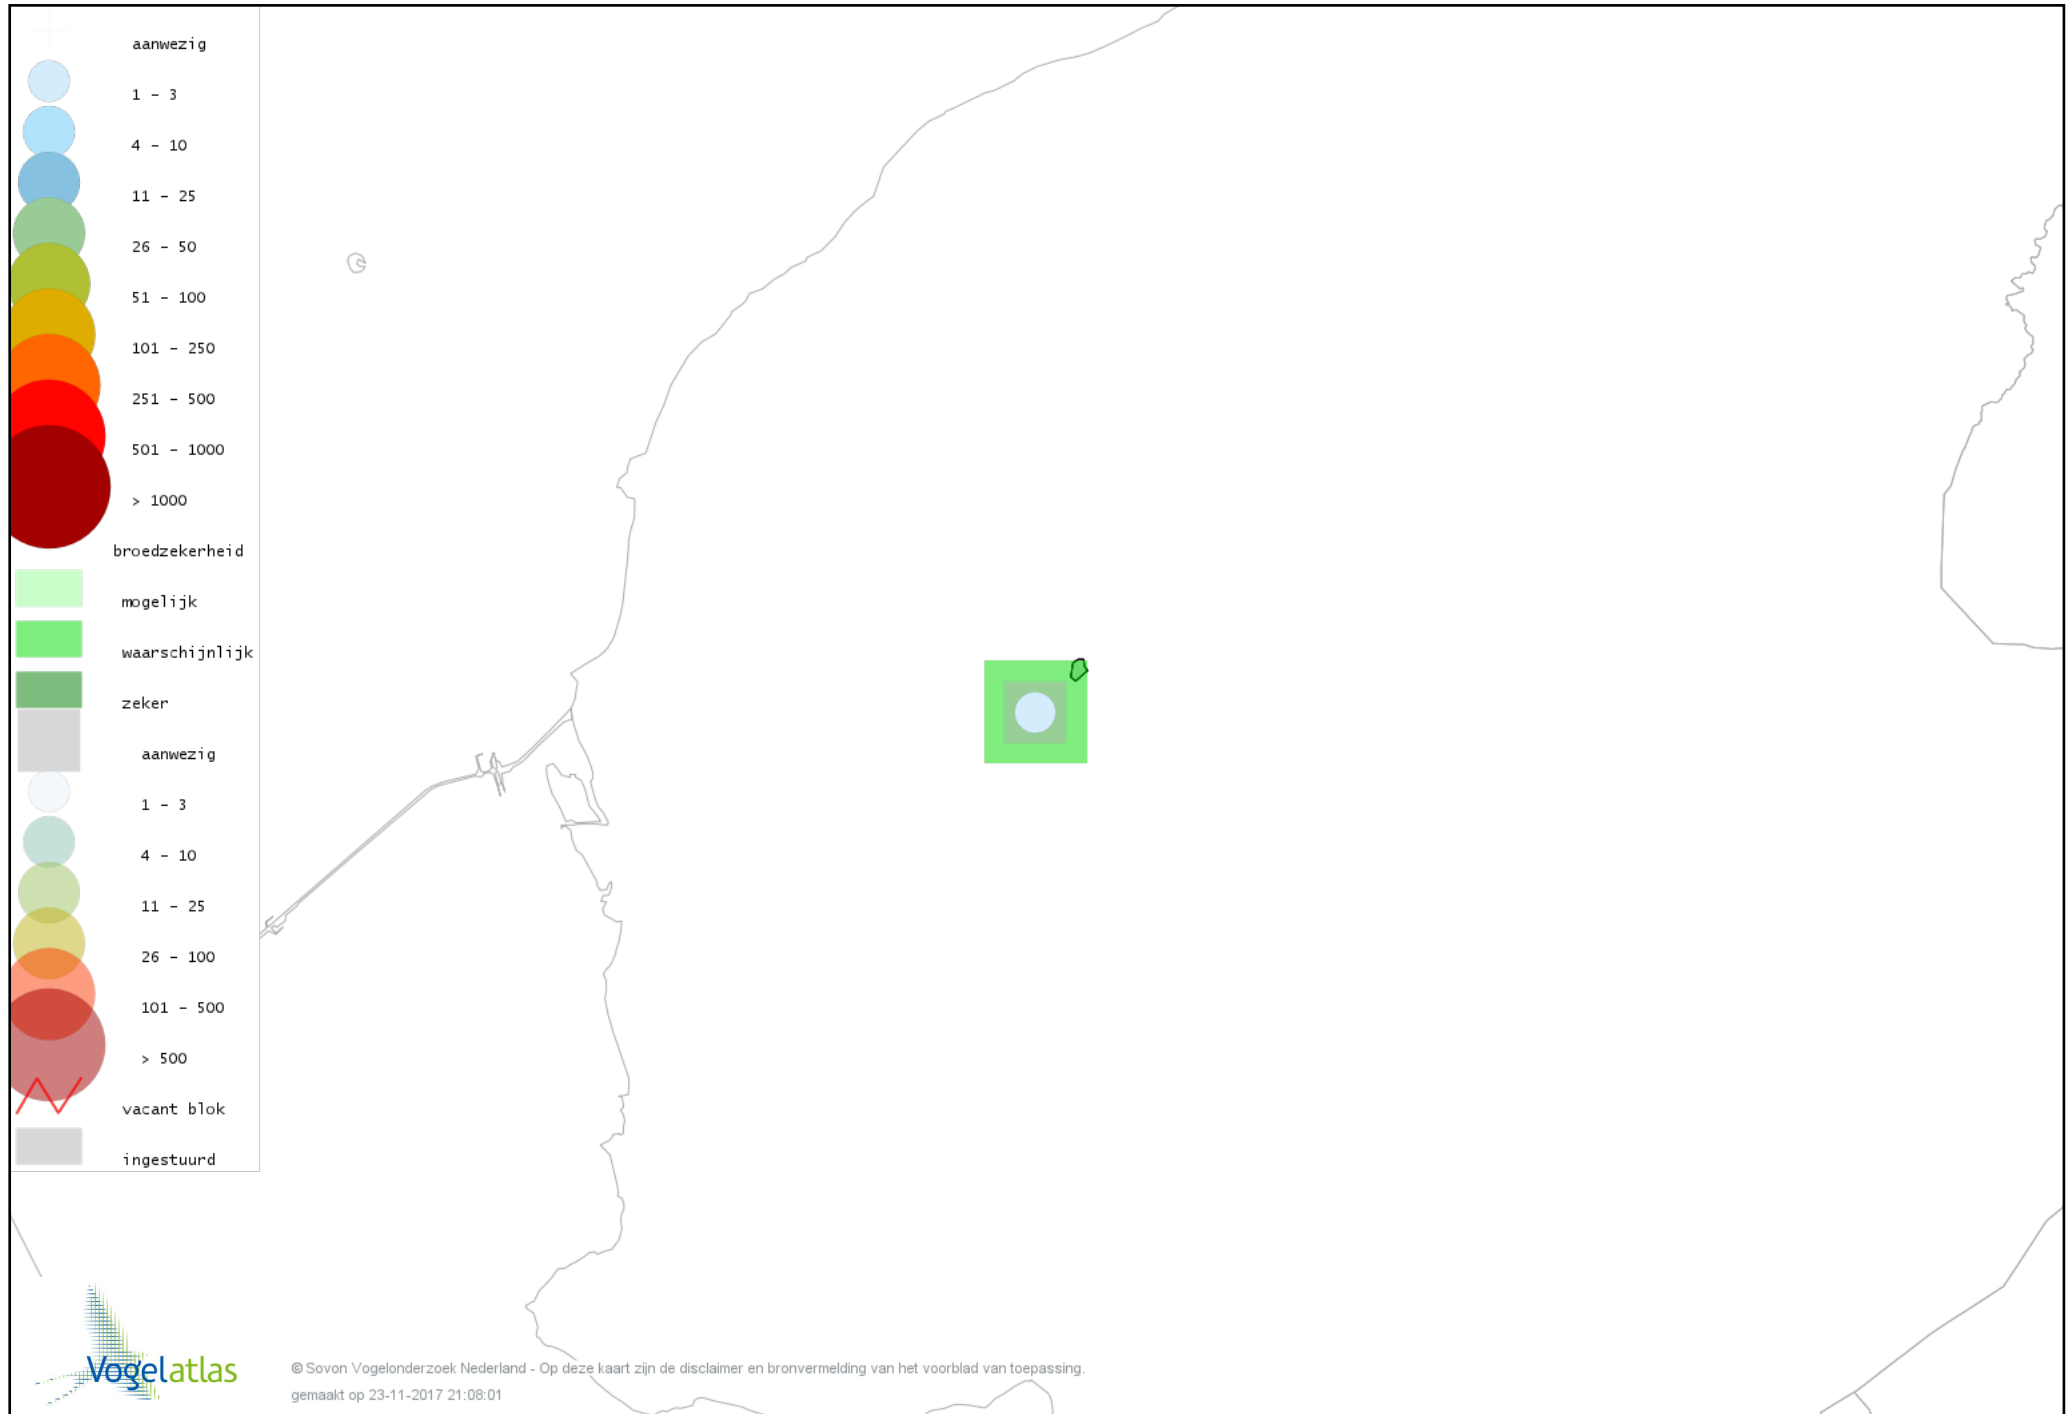 aanwezig
1 - 3
4 - 10
11 - 25
26 - 50
51 - 100
101 - 250
251 - 500
501 - 1000
> 1000
broedzekerheid
mogelijk
waarschijnlijk
zeker
aanwezig
1 - 3
4 - 10
11 - 25
26 - 100
101 - 500
> 500
vacant blok
ingestuurd
Vogelatlas
© Sovon Vogelonderzoek Nederland - Op deze kaart zijn de disclaimer en bronvermelding van het voorblad van toepassing.
gemaakt op 23-11-2017 21:08:01